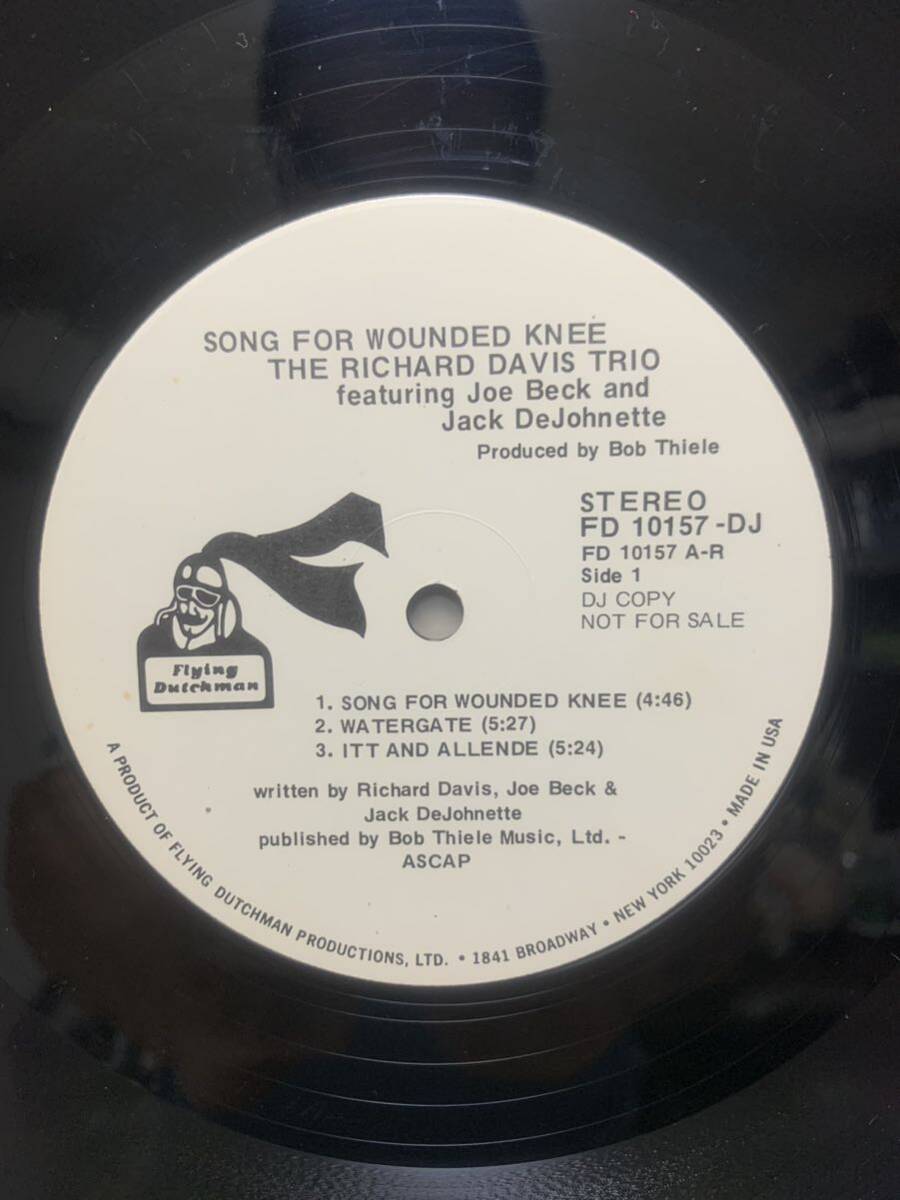 SONG FOR WOUNDED KNEE
THE RICHARD DAVIS TRIO
featuring Joe Beck and
Jack DeJohnette
Produced by Bob Thiele
STEREO
FD 10157-DJ
FD 10157 A-R
Side 1
DJ COPY
NOT FOR SALE
Flying
Dutchman
1. SONG FOR WOUNDED KNEE (4:46)
2. WATERGATE (5:27)
3. ITT AND ALLENDE (5:24)
written by Richard Davis, Joe Beck &
Jack DeJohnette
published by Bob Thiele Music, Ltd. -
ASCAP
A PRODUCT OF FLYING DUTCHMAN PRODUCTIONS, LTD. • 1841 BROADWAY • NEW YORK 10023 • MADE IN USA